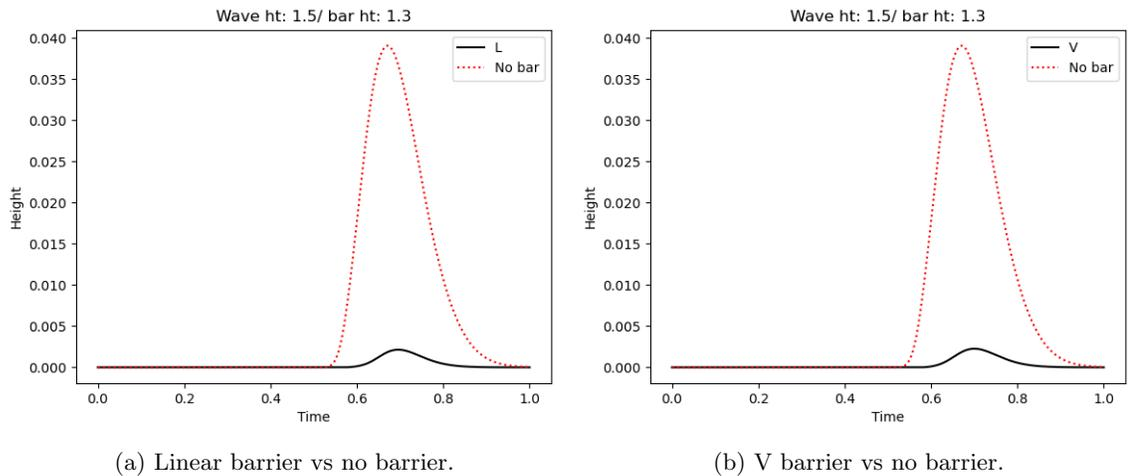 Wave ht: 1.5/ bar ht: 1.3
L
No bar
0.040
0.035
0.030
0.025
0.020
0.015
0.010
0.005
0.000
Height
0.0 0.2 0.4 0.6 0.8 1.0
Time
(a) Linear barrier vs no barrier.
Wave ht: 1.5/ bar ht: 1.3
V
No bar
0.040
0.035
0.030
0.025
0.020
0.015
0.010
0.005
0.000
Height
0.0 0.2 0.4 0.6 0.8 1.0
Time
(b) V barrier vs no barrier.